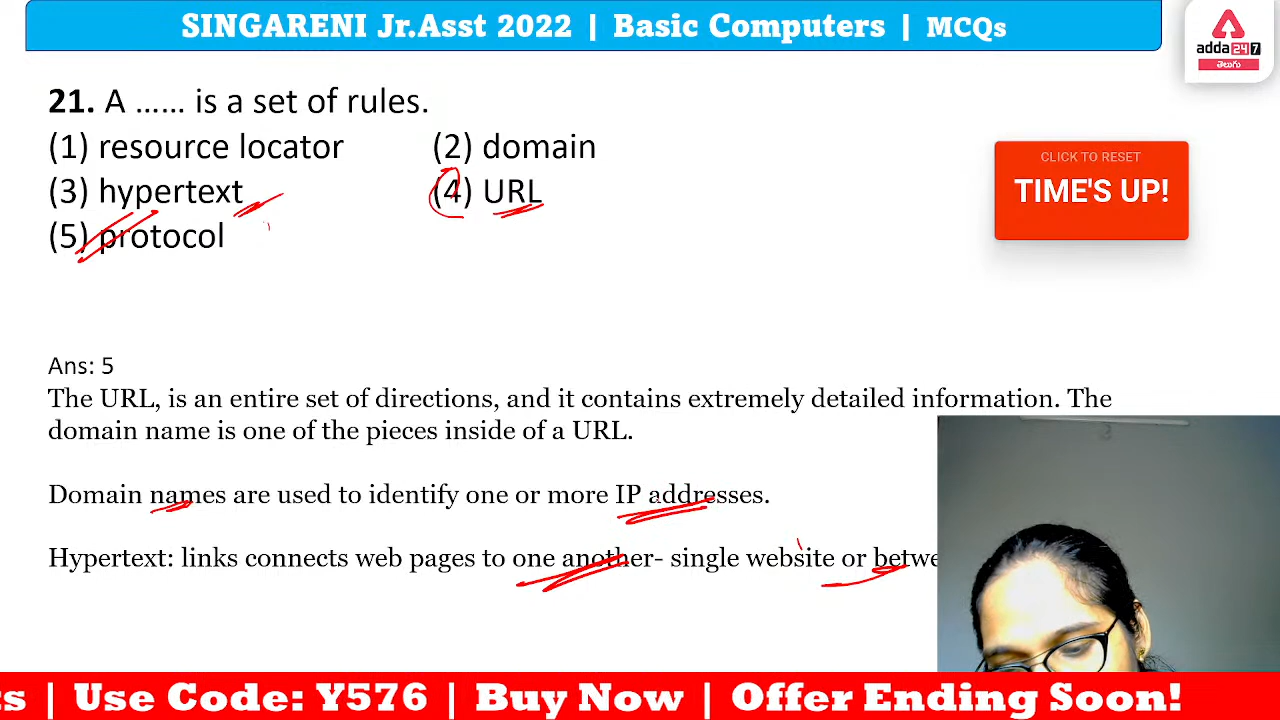 SINGARENI Jr.Asst 2022 | Basic Computers | MCQs
adda247
తెలుగు
21. A ...... is a set of rules.
(1) resource locator (2) domain
(3) hypertext (4) URL
(5) protocol
CLICK TO RESET
TIME'S UP!
Ans: 5
The URL, is an entire set of directions, and it contains extremely detailed information. The
domain name is one of the pieces inside of a URL.
Domain names are used to identify one or more IP addresses.
Hypertext: links connects web pages to one another- single website or
| Use Code: Y576 | Buy Now | Offer Ending Soon!